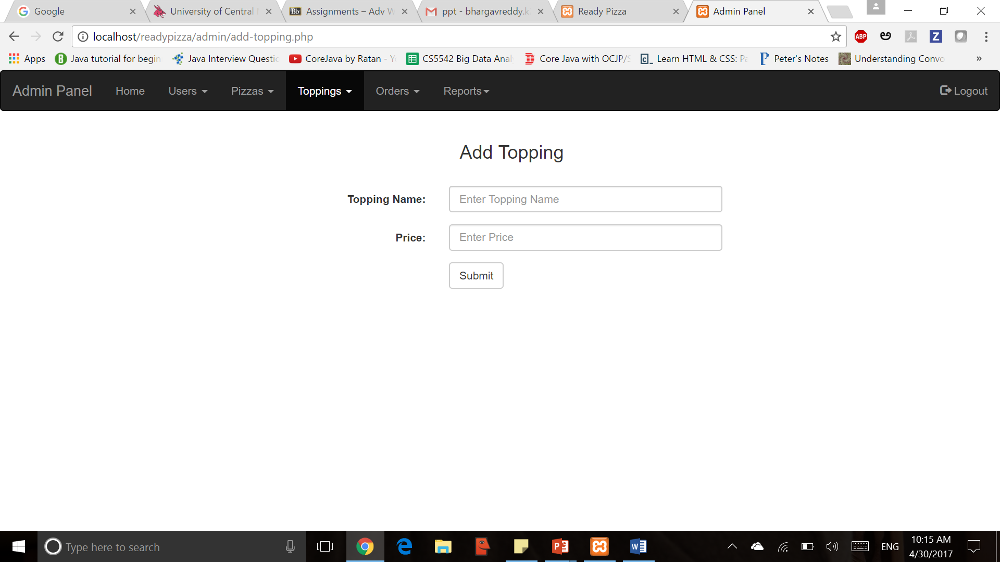 Google
University of Central
Assignments – Adv W
ppt - bhargavreddy.k
Ready Pizza
Admin Panel
localhost/readypizza/admin/add-topping.php
ABP
Z
Apps
B
Java tutorial for begin
Java Interview Questic
CoreJava by Ratan - Yo
CS5542 Big Data Anal
Core Java with OCJP/S
Learn HTML & CSS: Pa
Peter's Notes
Understanding Convo
»
Admin Panel
Home
Users
Pizzas
Toppings
Orders
Reports
Logout
Add Topping
Topping Name:
Enter Topping Name
Price:
Enter Price
Submit
Type here to search
ENG
10:15 AM
4/30/2017